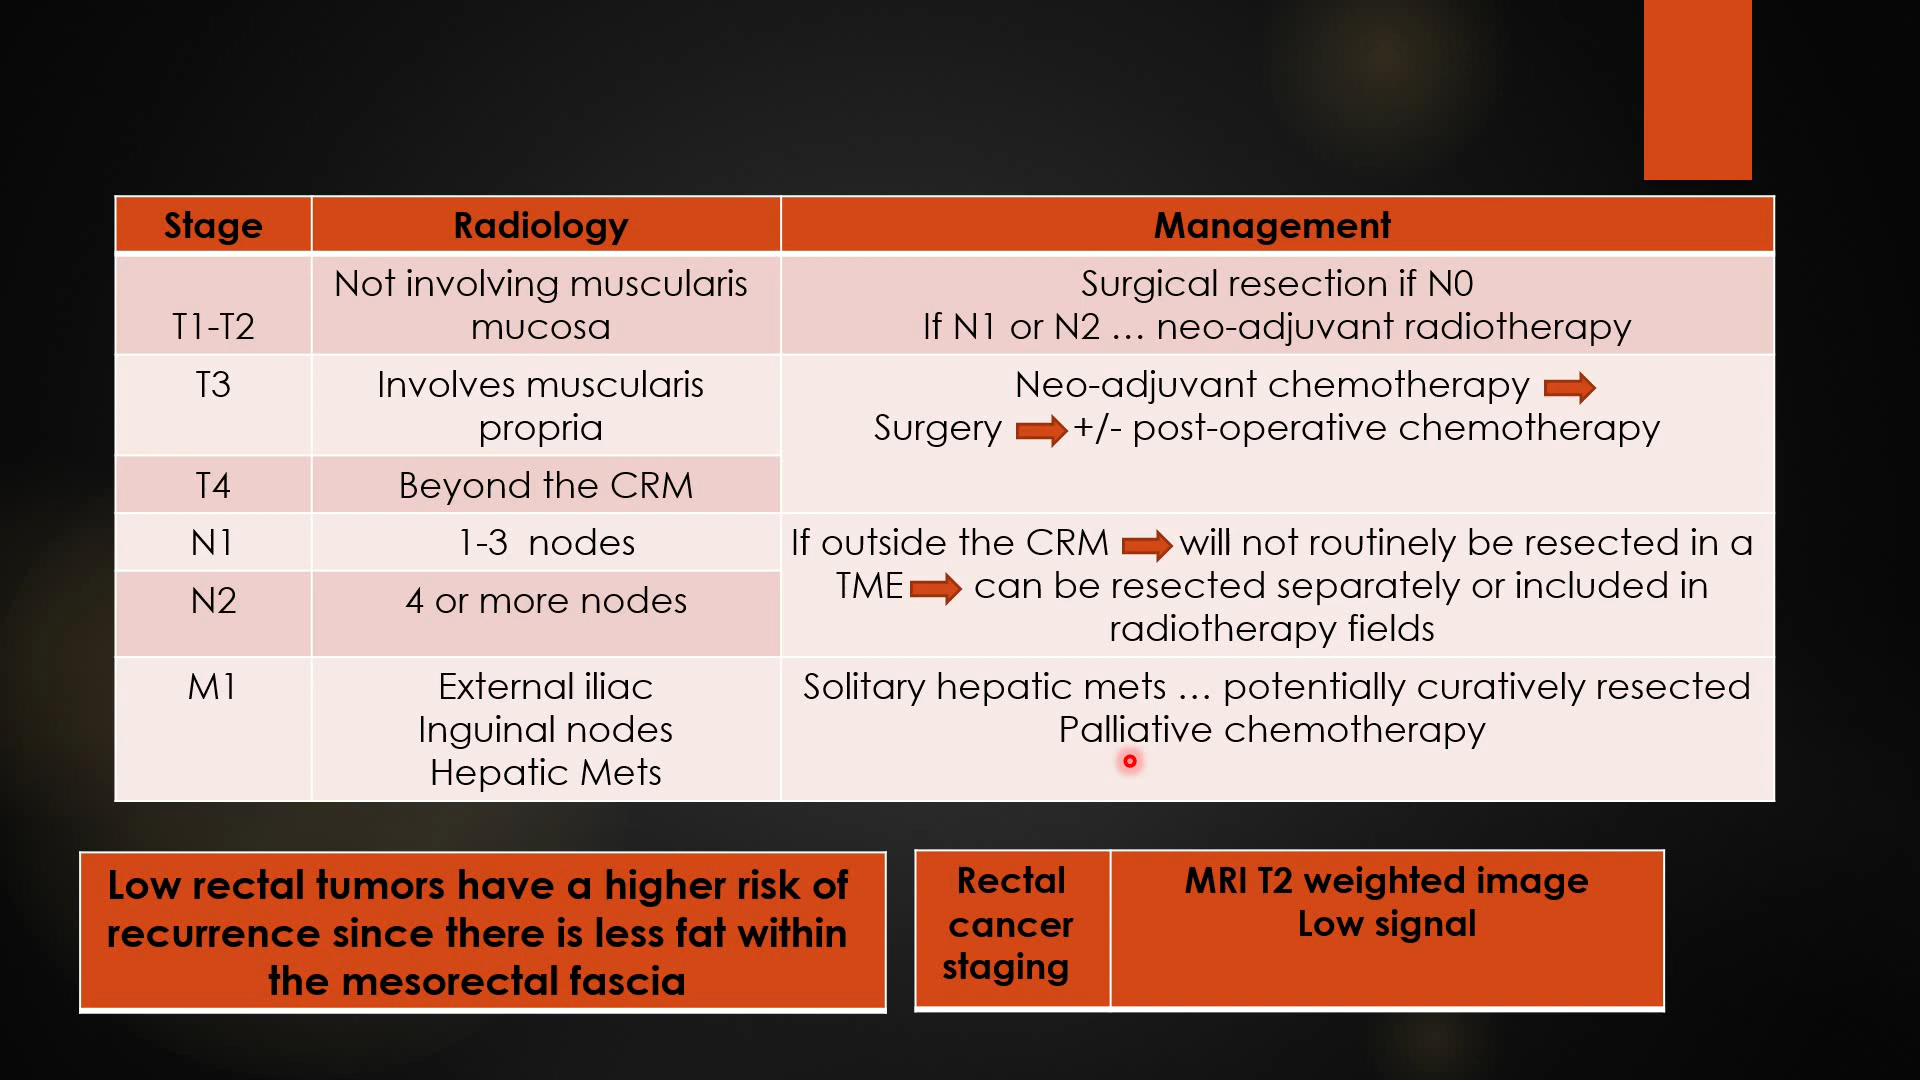 Stage Radiology Management
T1-T2
Not involving muscularis
mucosa
Surgical resection if N0
If N1 or N2 … neo-adjuvant radiotherapy
T3
Involves muscularis
propria
Neo-adjuvant chemotherapy
Surgery +/- post-operative chemotherapy
T4
Beyond the CRM
N1
1-3 nodes
If outside the CRM will not routinely be resected in a
TME can be resected separately or included in
radiotherapy fields
N2
4 or more nodes
M1
External iliac
Inguinal nodes
Hepatic Mets
Solitary hepatic mets … potentially curatively resected
Palliative chemotherapy
Low rectal tumors have a higher risk of
recurrence since there is less fat within
the mesorectal fascia
Rectal
cancer
staging
MRI T2 weighted image
Low signal